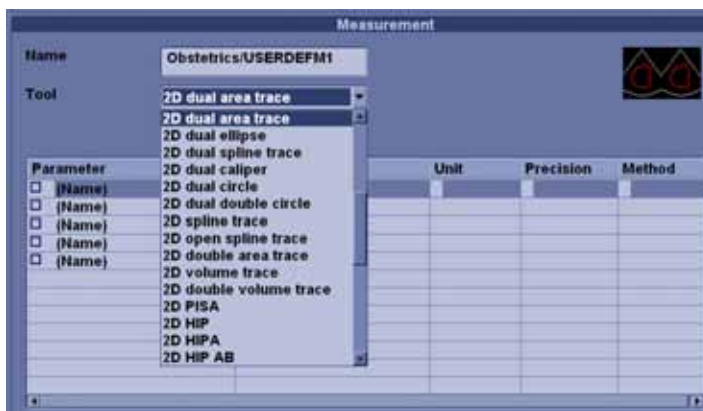 Measurement
Name
Obstetrics/USERDEFM1
Tool
2D dual area trace
2D dual area trace
2D dual ellipse
2D dual spline trace
2D dual caliper
2D dual circle
2D dual double circle
2D spline trace
2D open spline trace
2D double area trace
2D volume trace
2D double volume trace
2D PISA
2D HIP
2D HIPA
2D HIP AB
Parameter Unit Precision Method
(Name)
(Name)
(Name)
(Name)
(Name)